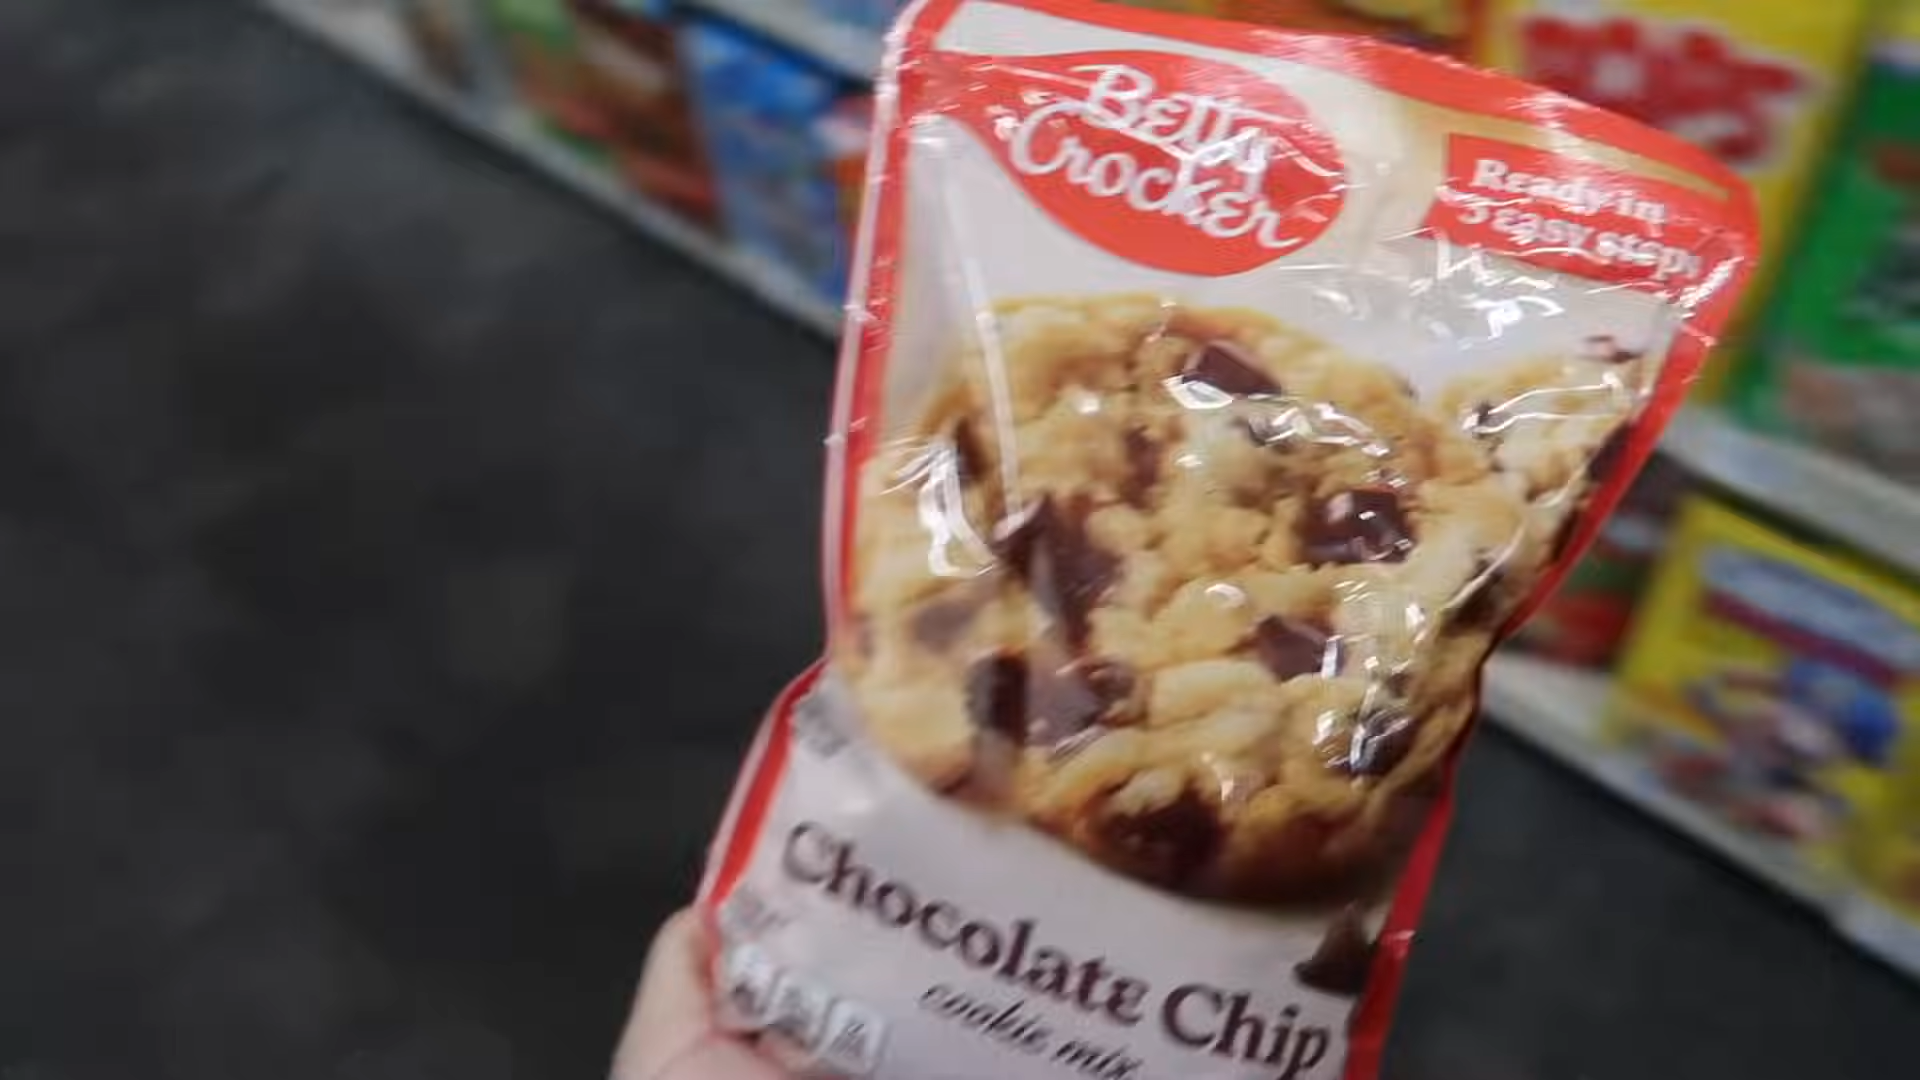 Betty
Crocker
Ready in
3 easy steps
Chocolate Chip
cookie mix